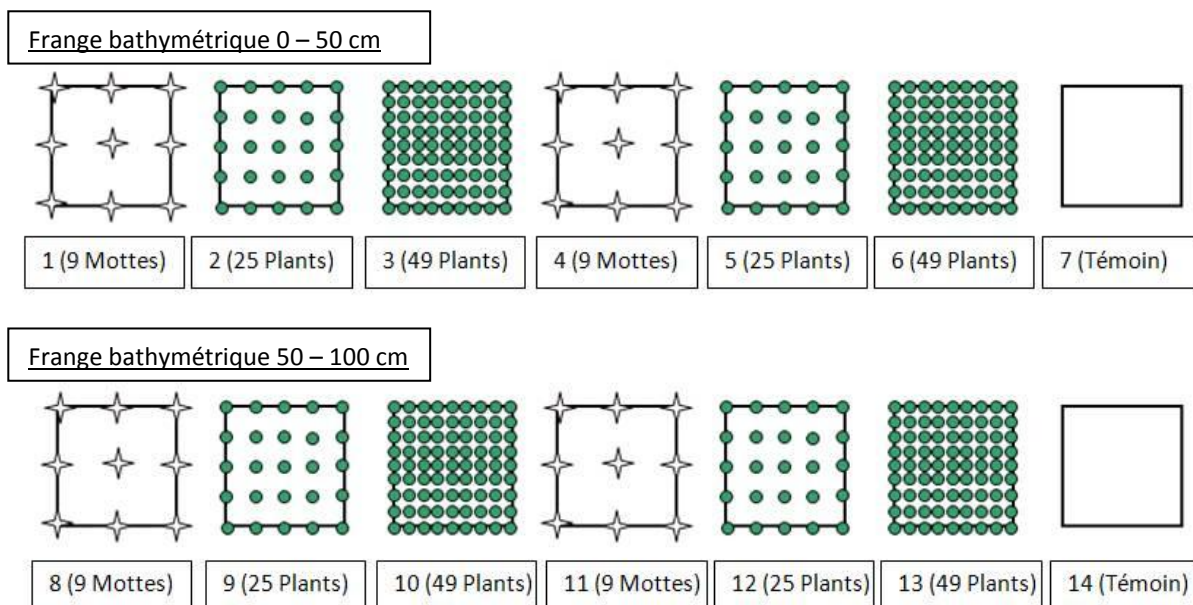 Frange bathymétrique 0 – 50 cm
1 (9 Mottes) 2 (25 Plants) 3 (49 Plants) 4 (9 Mottes) 5 (25 Plants) 6 (49 Plants) 7 (Témoin)
Frange bathymétrique 50 – 100 cm
8 (9 Mottes) 9 (25 Plants) 10 (49 Plants) 11 (9 Mottes) 12 (25 Plants) 13 (49 Plants) 14 (Témoin)